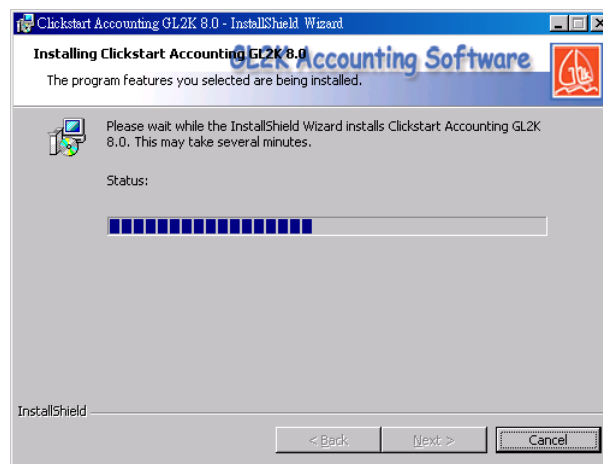 Clickstart Accounting GL2K 8.0 - InstallShield Wizard
Installing Clickstart Accounting GL2K 8.0
GL2K Accounting Software
The program features you selected are being installed.
Please wait while the InstallShield Wizard installs Clickstart Accounting GL2K
8.0. This may take several minutes.
Status:
InstallShield
< Back
Next >
Cancel